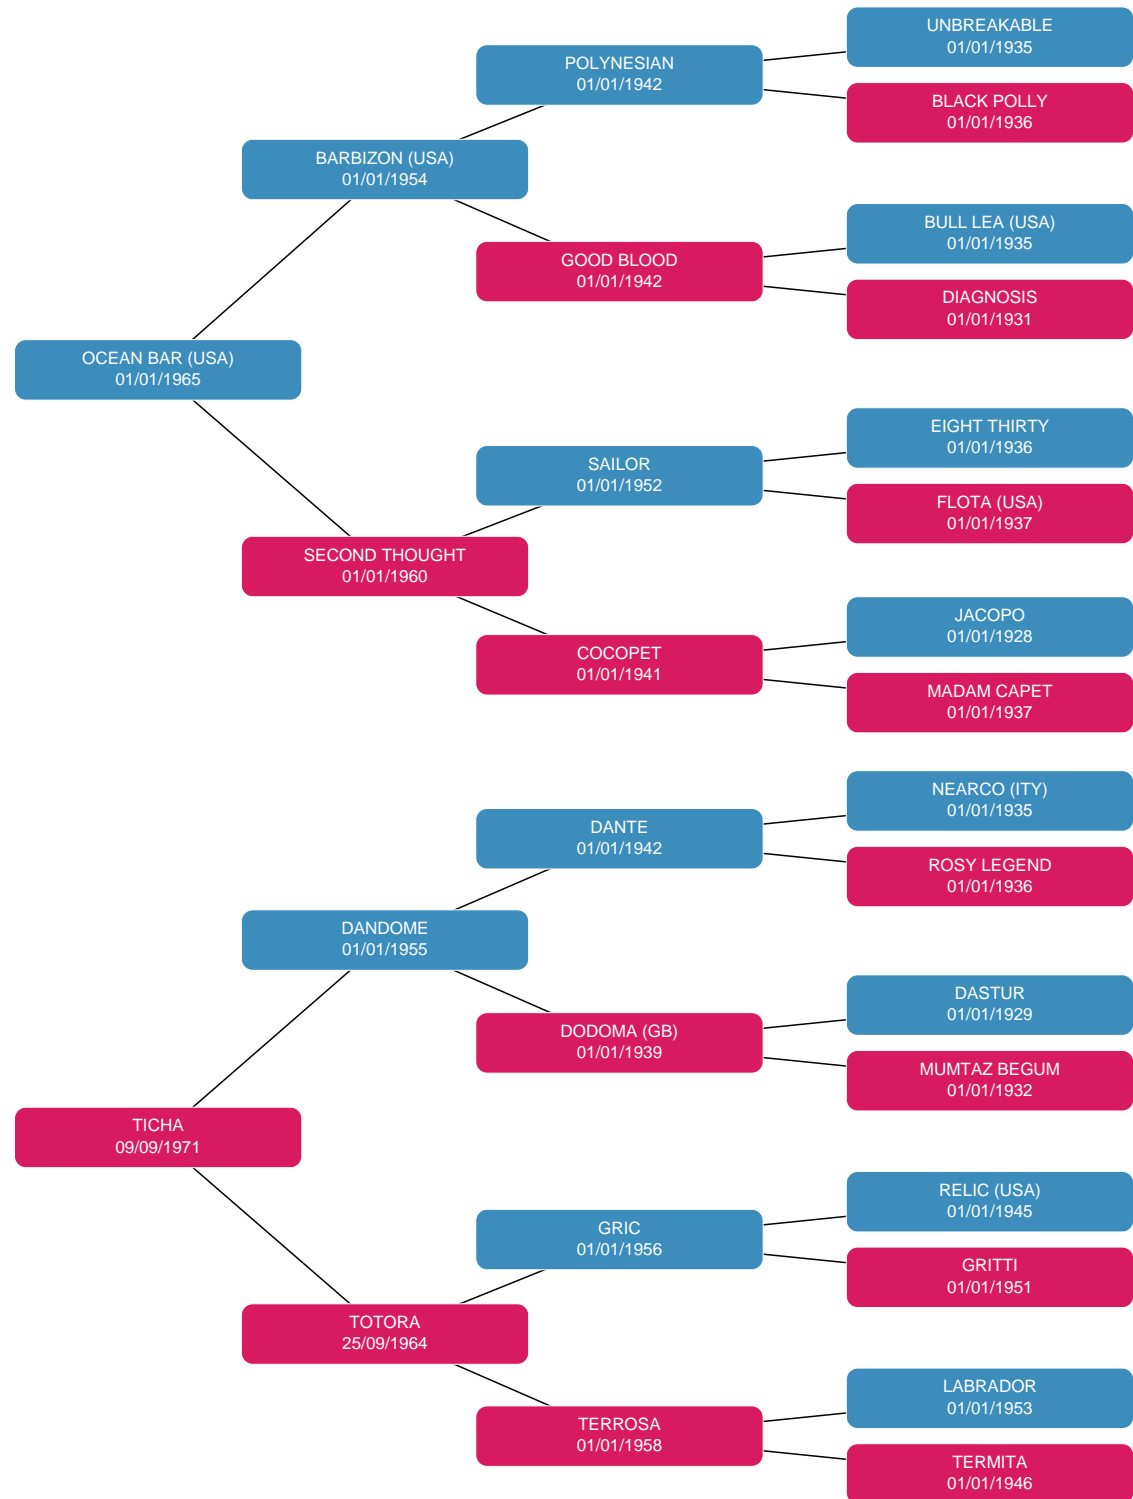 UNBREAKABLE
01/01/1935
POLYNESIAN
01/01/1942
BLACK POLLY
01/01/1936
BARBIZON (USA)
01/01/1954
BULL LEA (USA)
01/01/1935
GOOD BLOOD
01/01/1942
DIAGNOSIS
01/01/1931
OCEAN BAR (USA)
01/01/1965
EIGHT THIRTY
01/01/1936
SAILOR
01/01/1952
FLOTA (USA)
01/01/1937
SECOND THOUGHT
01/01/1960
JACOPO
01/01/1928
COCOPET
01/01/1941
MADAM CAPET
01/01/1937
NEARCO (ITY)
01/01/1935
DANTE
01/01/1942
ROSY LEGEND
01/01/1936
DANDOME
01/01/1955
DASTUR
01/01/1929
DODOMA (GB)
01/01/1939
MUMTAZ BEGUM
01/01/1932
TICHA
09/09/1971
RELIC (USA)
01/01/1945
GRIC
01/01/1956
GRITTI
01/01/1951
TOTORA
25/09/1964
LABRADOR
01/01/1953
TERROSA
01/01/1958
TERMITA
01/01/1946